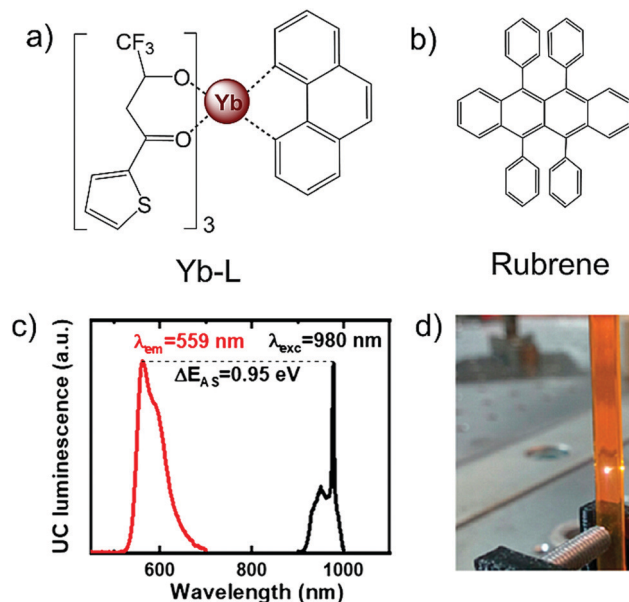 a)
CF₃
O
Yb
O
S
3
Yb-L
b)
Rubrene
c)
UC luminescence (a.u.)
λem=559 nm
λexc=980 nm
ΔEAS=0.95 eV
600
800
1000
Wavelength (nm)
d)